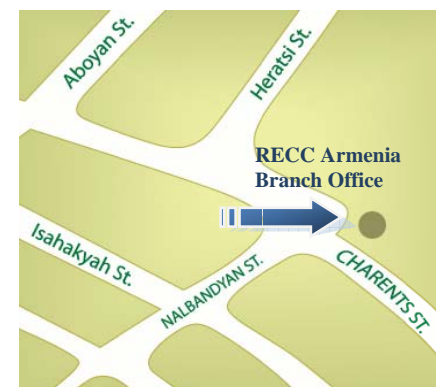 Aboyan St.
Heratsi St.
RECC Armenia
Branch Office
Isahakyah St.
NALBANDYAN ST.
CHARENTS ST.